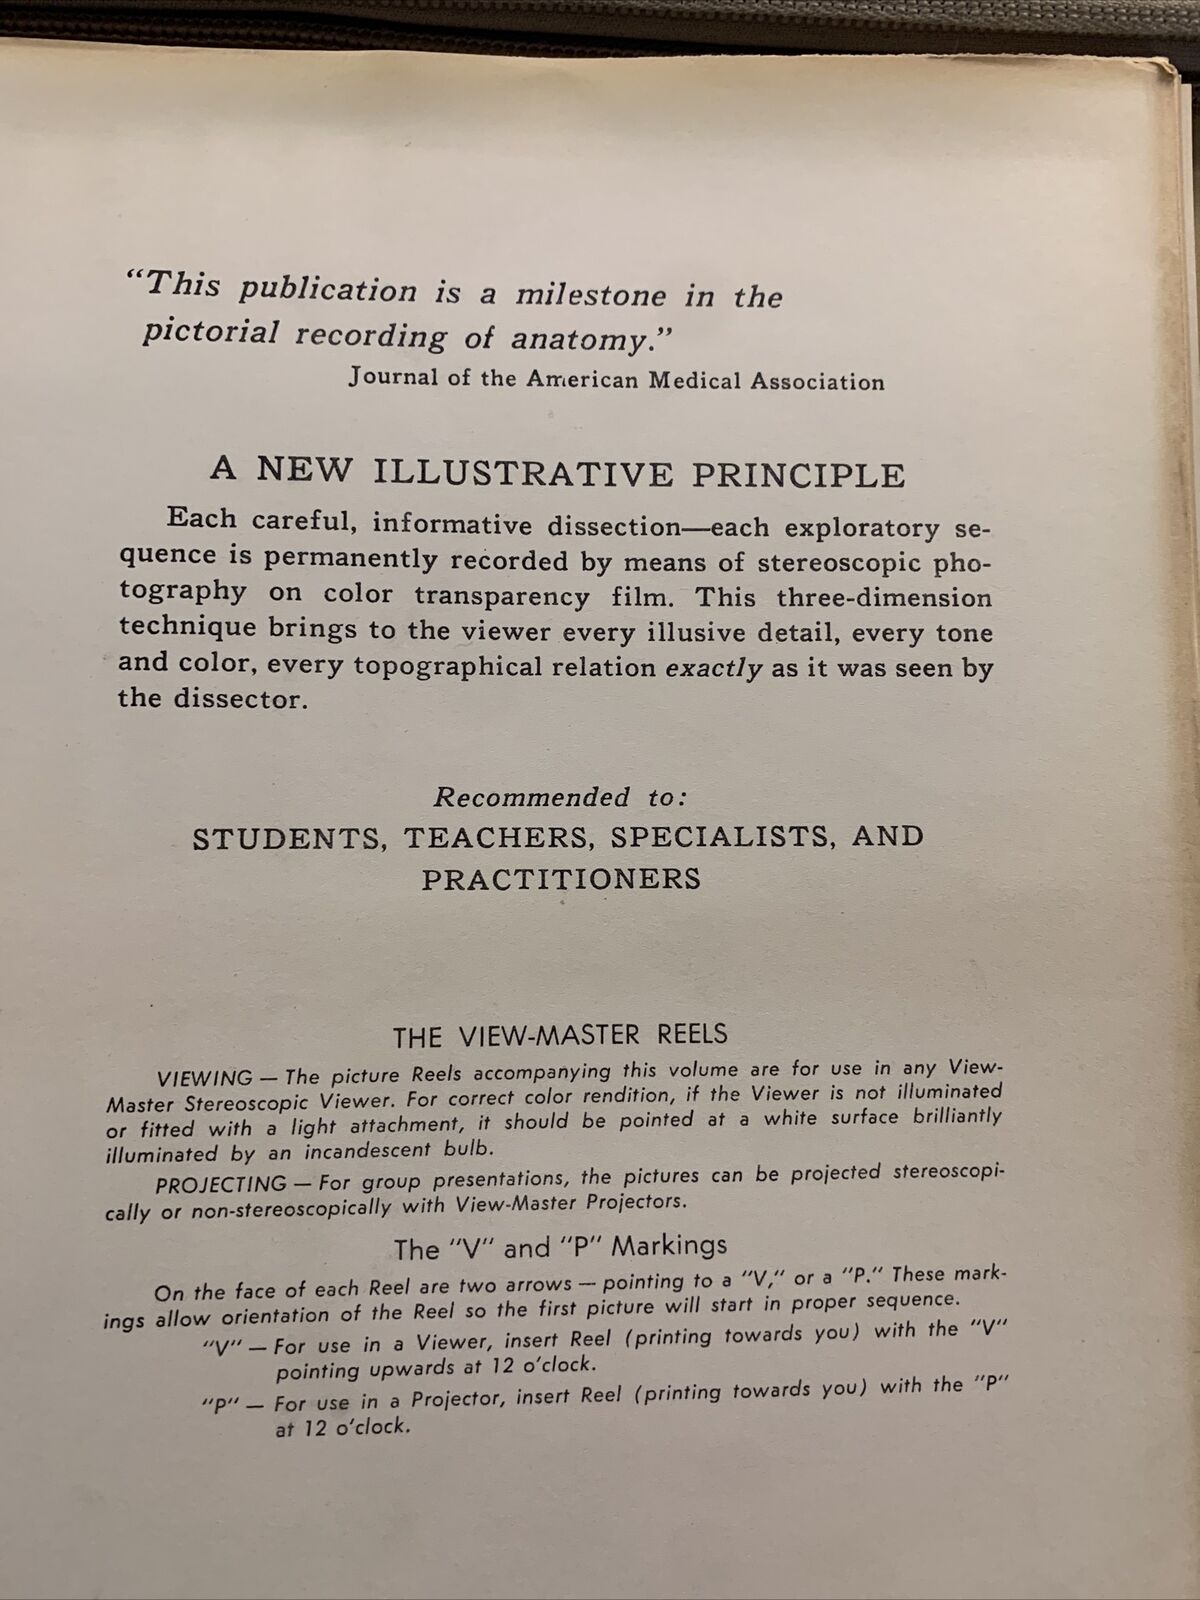 “This publication is a milestone in the
pictorial recording of anatomy.”
Journal of the American Medical Association
A NEW ILLUSTRATIVE PRINCIPLE
Each careful, informative dissection—each exploratory se-
quence is permanently recorded by means of stereoscopic pho-
tography on color transparency film. This three-dimension
technique brings to the viewer every illusive detail, every tone
and color, every topographical relation exactly as it was seen by
the dissector.
Recommended to:
STUDENTS, TEACHERS, SPECIALISTS, AND
PRACTITIONERS
THE VIEW-MASTER REELS
VIEWING — The picture Reels accompanying this volume are for use in any View-
Master Stereoscopic Viewer. For correct color rendition, if the Viewer is not illuminated
or fitted with a light attachment, it should be pointed at a white surface brilliantly
illuminated by an incandescent bulb.
PROJECTING — For group presentations, the pictures can be projected stereoscopi-
cally or non-stereoscopically with View-Master Projectors.
The "V" and "P" Markings
On the face of each Reel are two arrows — pointing to a "V," or a "P." These mark-
ings allow orientation of the Reel so the first picture will start in proper sequence.
"V" — For use in a Viewer, insert Reel (printing towards you) with the "V"
pointing upwards at 12 o'clock.
"P" — For use in a Projector, insert Reel (printing towards you) with the "P"
at 12 o'clock.